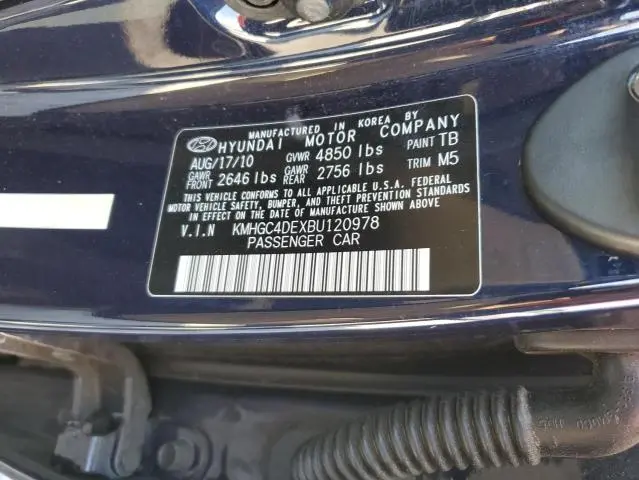 MANUFACTURED IN KOREA BY
HYUNDAI MOTOR COMPANY
AUG/17/10 GVWR 4850 lbs PAINT TB
GAWR FRONT 2646 lbs GAWR REAR 2756 lbs TRIM M5
THIS VEHICLE CONFORMS TO ALL APPLICABLE U.S.A. FEDERAL
MOTOR VEHICLE SAFETY, BUMPER, AND THEFT PREVENTION STANDARDS
IN EFFECT ON THE DATE OF MANUFACTURE SHOWN ABOVE.
V.I.N KMHGC4DEXBU120978
PASSENGER CAR